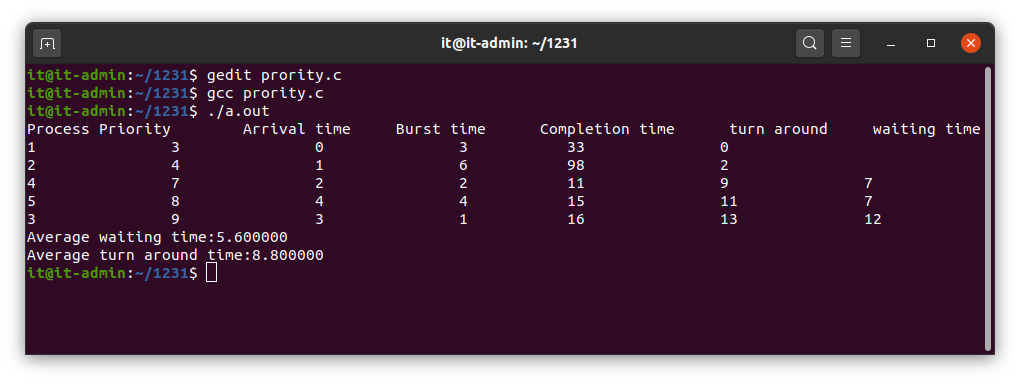 it@it-admin: ~/1231
it@it-admin:~/1231$ gedit prority.c
it@it-admin:~/1231$ gcc prority.c
it@it-admin:~/1231$ ./a.out
Process Priority        Arrival time     Burst time      Completion time      turn around     waiting time
1               3               0               3           33               0
2               4               1               6           98               2
4               7               2               2           11               9               7
5               8               4               4           15               11              7
3               9               3               1           16               13              12
Average waiting time:5.600000
Average turn around time:8.800000
it@it-admin:~/1231$